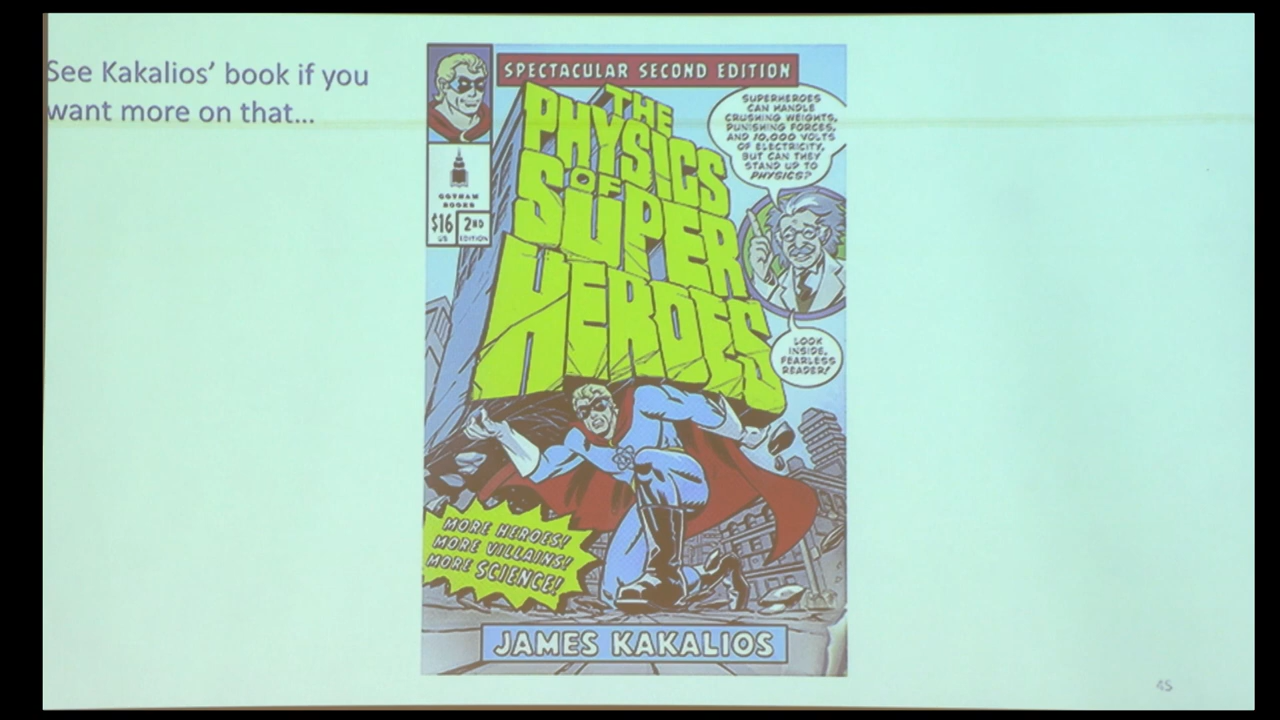 See Kakalios' book if you
want more on that...
SPECTACULAR SECOND EDITION
THE
PHYSICS
OF
SUPER
HEROES
SUPERHEROES
CAN HANDLE
CRUSHING WEIGHTS,
PUNISHING FORCES,
AND 10,000 VOLTS
OF ELECTRICITY,
BUT CAN THEY
STAND UP TO
PHYSICS?
GOTHAM
BOOKS
$16
US
2ND
EDITION
LOOK
INSIDE,
FEARLESS
READER!
MORE HEROES!
MORE VILLAINS!
MORE SCIENCE!
JAMES KAKALIOS
45